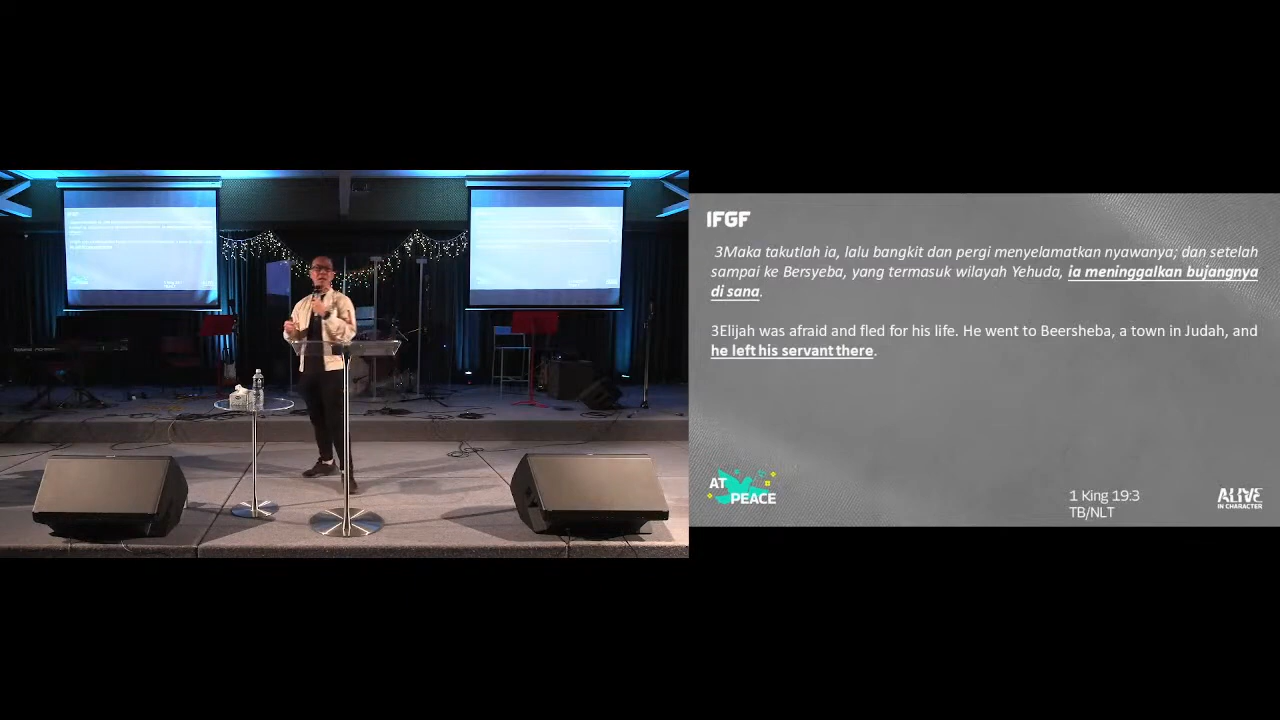 IFGF
3Maka takutlah ia, lalu bangkit dan pergi menyelamatkan nyawanya; dan setelah
sampai ke Bersyeba, yang termasuk wilayah Yehuda, ia meninggalkan bujangnya
di sana.
3Elijah was afraid and fled for his life. He went to Beersheba, a town in Judah, and
he left his servant there.
AT
PEACE
1 King 19:3
TB/NLT
ALIVE
IN CHARACTER